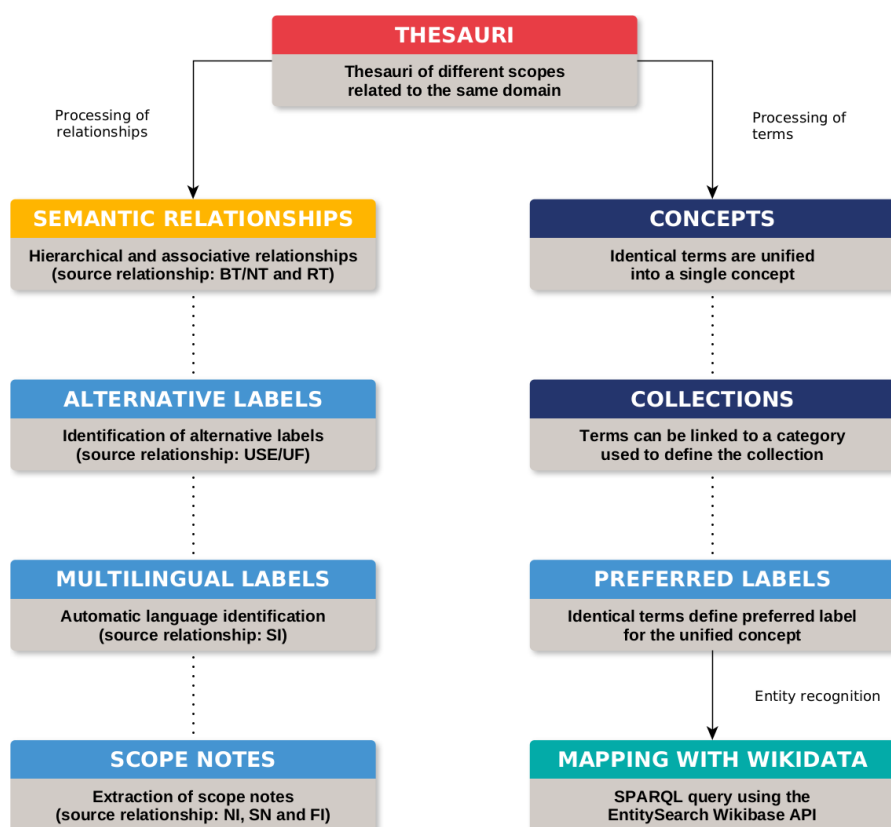 THESAURI
Thesauri of different scopes
related to the same domain
Processing of
relationships
Processing of
terms
SEMANTIC RELATIONSHIPS
Hierarchical and associative relationships
(source relationship: BT/NT and RT)
CONCEPTS
Identical terms are unified
into a single concept
ALTERNATIVE LABELS
Identification of alternative labels
(source relationship: USE/UF)
COLLECTIONS
Terms can be linked to a category
used to define the collection
MULTILINGUAL LABELS
Automatic language identification
(source relationship: SI)
PREFERRED LABELS
Identical terms define preferred label
for the unified concept
Entity recognition
SCOPE NOTES
Extraction of scope notes
(source relationship: NI, SN and FI)
MAPPING WITH WIKIDATA
SPARQL query using the
EntitySearch Wikibase API